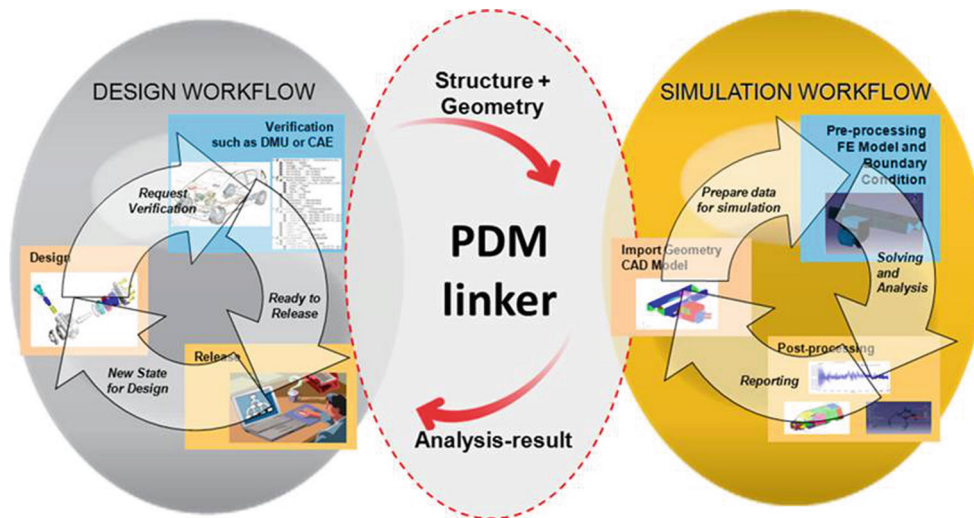 DESIGN WORKFLOW
Verification
such as DMU or CAE
Request
Verification
Design
Ready to
Release
Release
New State
for Design
Structure +
Geometry
PDM
linker
Analysis-result
SIMULATION WORKFLOW
Pre-processing
FE Model and
Boundary
Condition
Prepare data
for simulation
Import Geometry
CAD Model
Solving
and
Analysis
Post-processing
Reporting